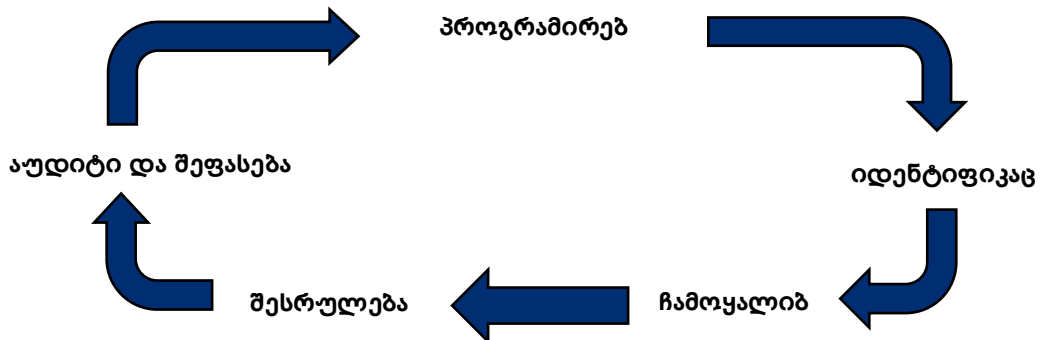 პროგრამირებ
იდენტიფიკაც
ჩამოყალიბ
შესრულება
აუდიტი და შეფასება